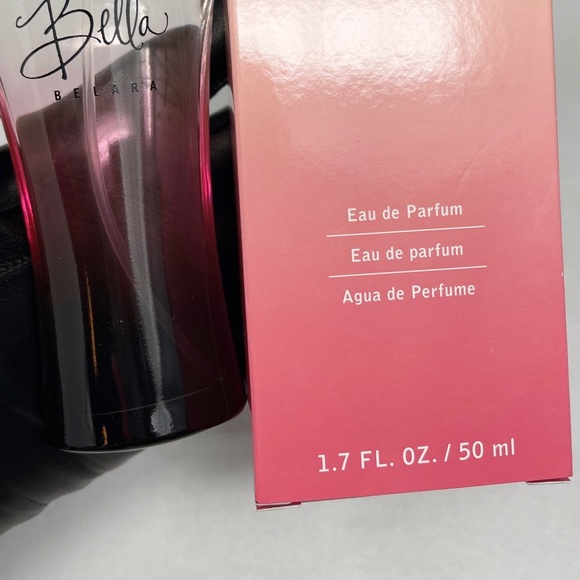 Bella
BELARA
Eau de Parfum
Eau de parfum
Agua de Perfume
1.7 FL. OZ. / 50 ml